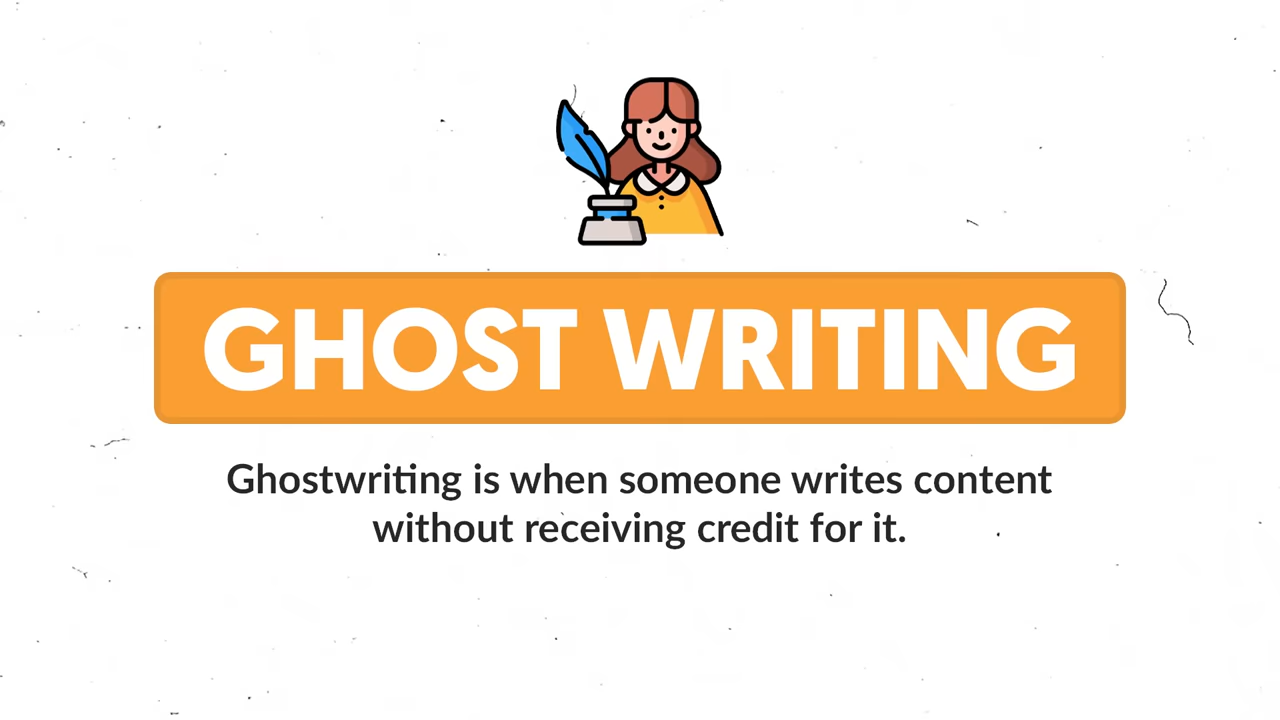 GHOST WRITING
Ghostwriting is when someone writes content
without receiving credit for it.